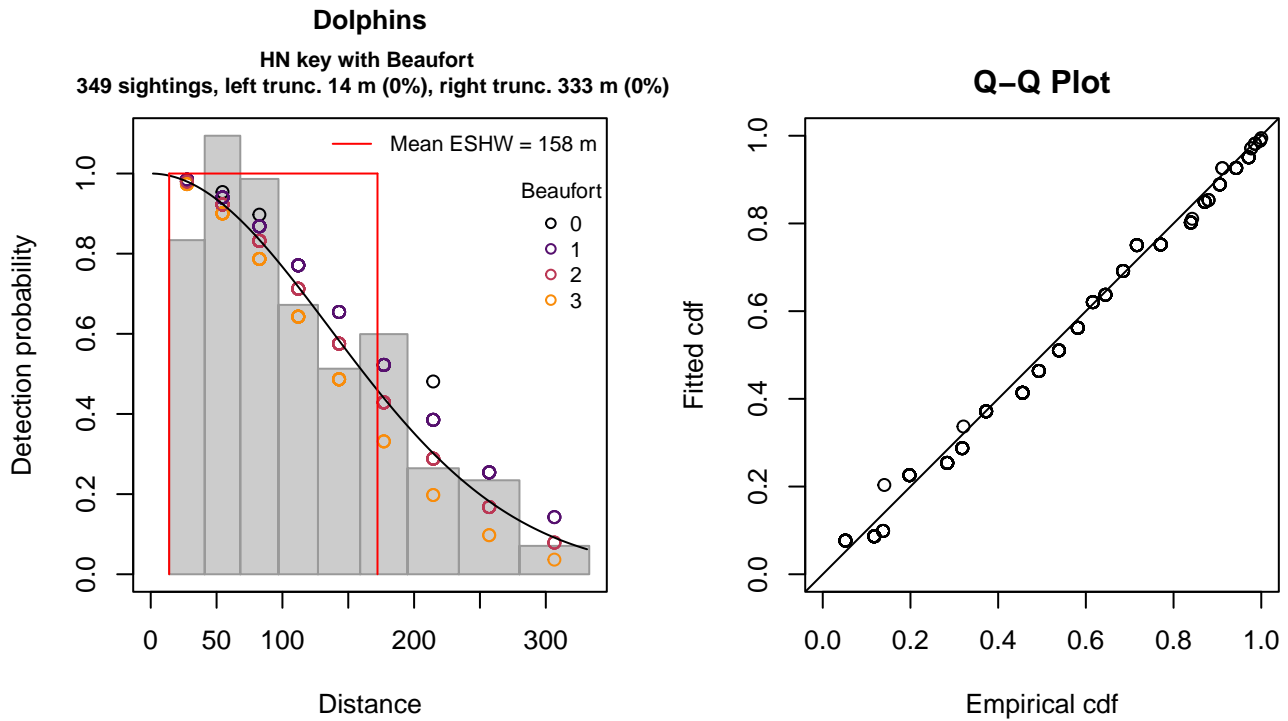 Dolphins
HN key with Beaufort
349 sightings, left trunc. 14 m (0%), right trunc. 333 m (0%)
Mean ESHW = 158 m
Beaufort
0
1
2
3
Detection probability
1.0
0.8
0.6
0.4
0.2
0.0
0 50 100 200 300
Distance
Q−Q Plot
Fitted cdf
1.0
0.8
0.6
0.4
0.2
0.0
0.0 0.2 0.4 0.6 0.8 1.0
Empirical cdf